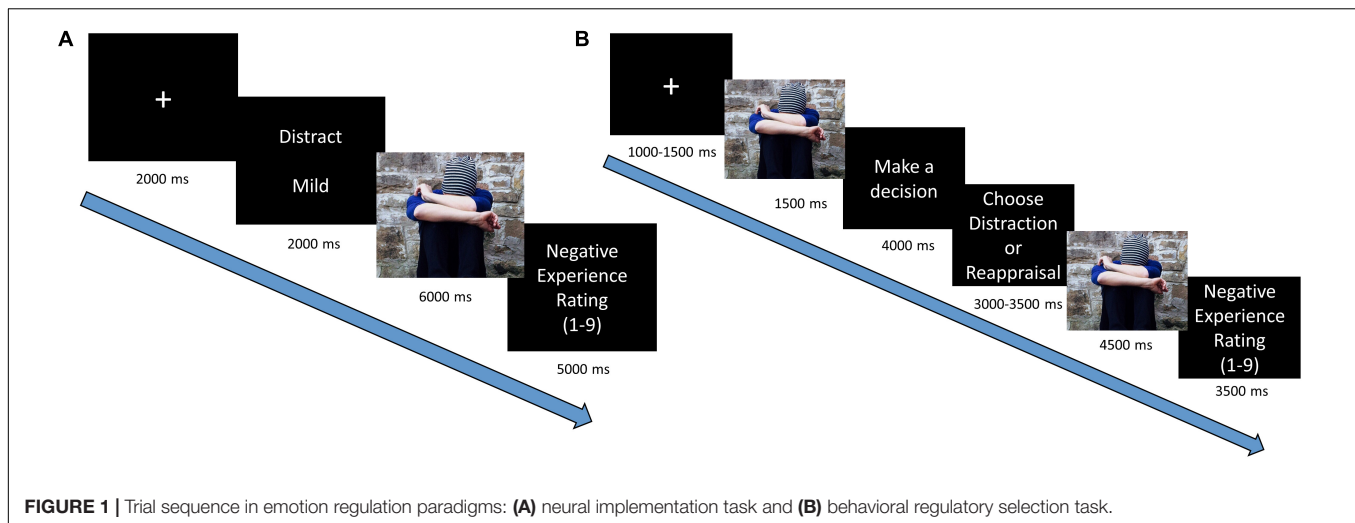 A
+
2000 ms
Distract
Mild
2000 ms
6000 ms
Negative
Experience
Rating
(1-9)
5000 ms
B
+
1000-1500 ms
1500 ms
Make a
decision
4000 ms
Choose
Distraction
or
Reappraisal
3000-3500 ms
4500 ms
Negative
Experience
Rating
(1-9)
3500 ms
FIGURE 1 | Trial sequence in emotion regulation paradigms: (A) neural implementation task and (B) behavioral regulatory selection task.